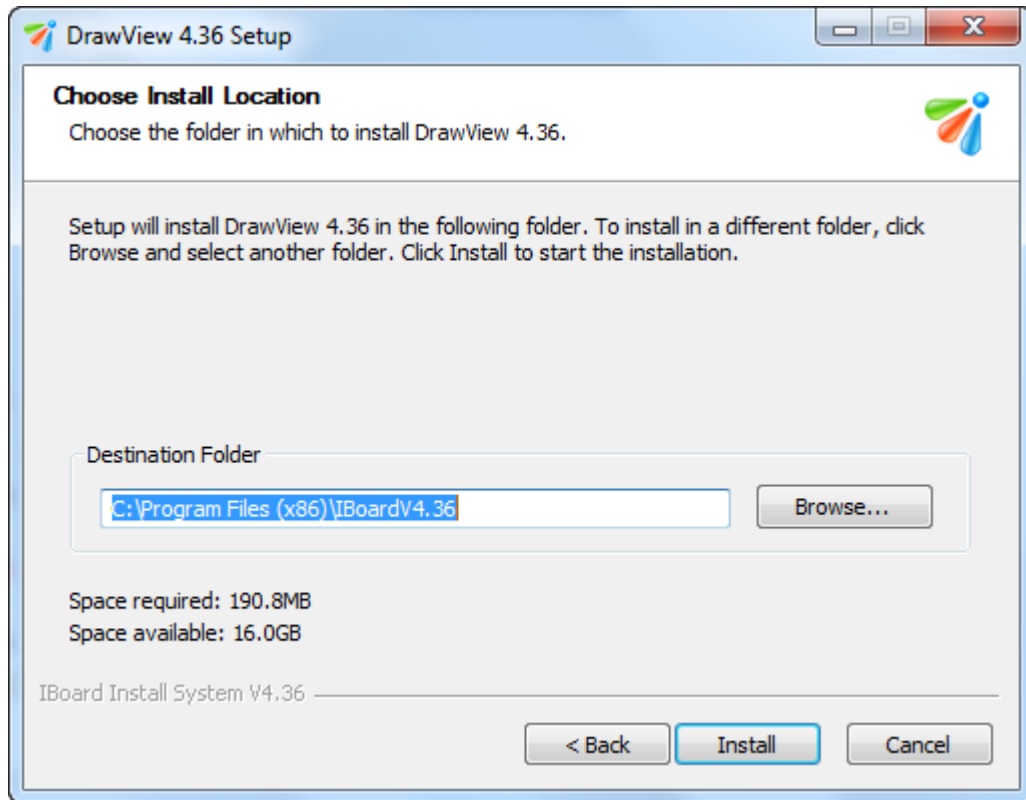 DrawView 4.36 Setup
Choose Install Location
Choose the folder in which to install DrawView 4.36.
Setup will install DrawView 4.36 in the following folder. To install in a different folder, click
Browse and select another folder. Click Install to start the installation.
Destination Folder
C:\Program Files (x86)\IBoardV4.36
Browse...
Space required: 190.8MB
Space available: 16.0GB
IBoard Install System V4.36
< Back
Install
Cancel